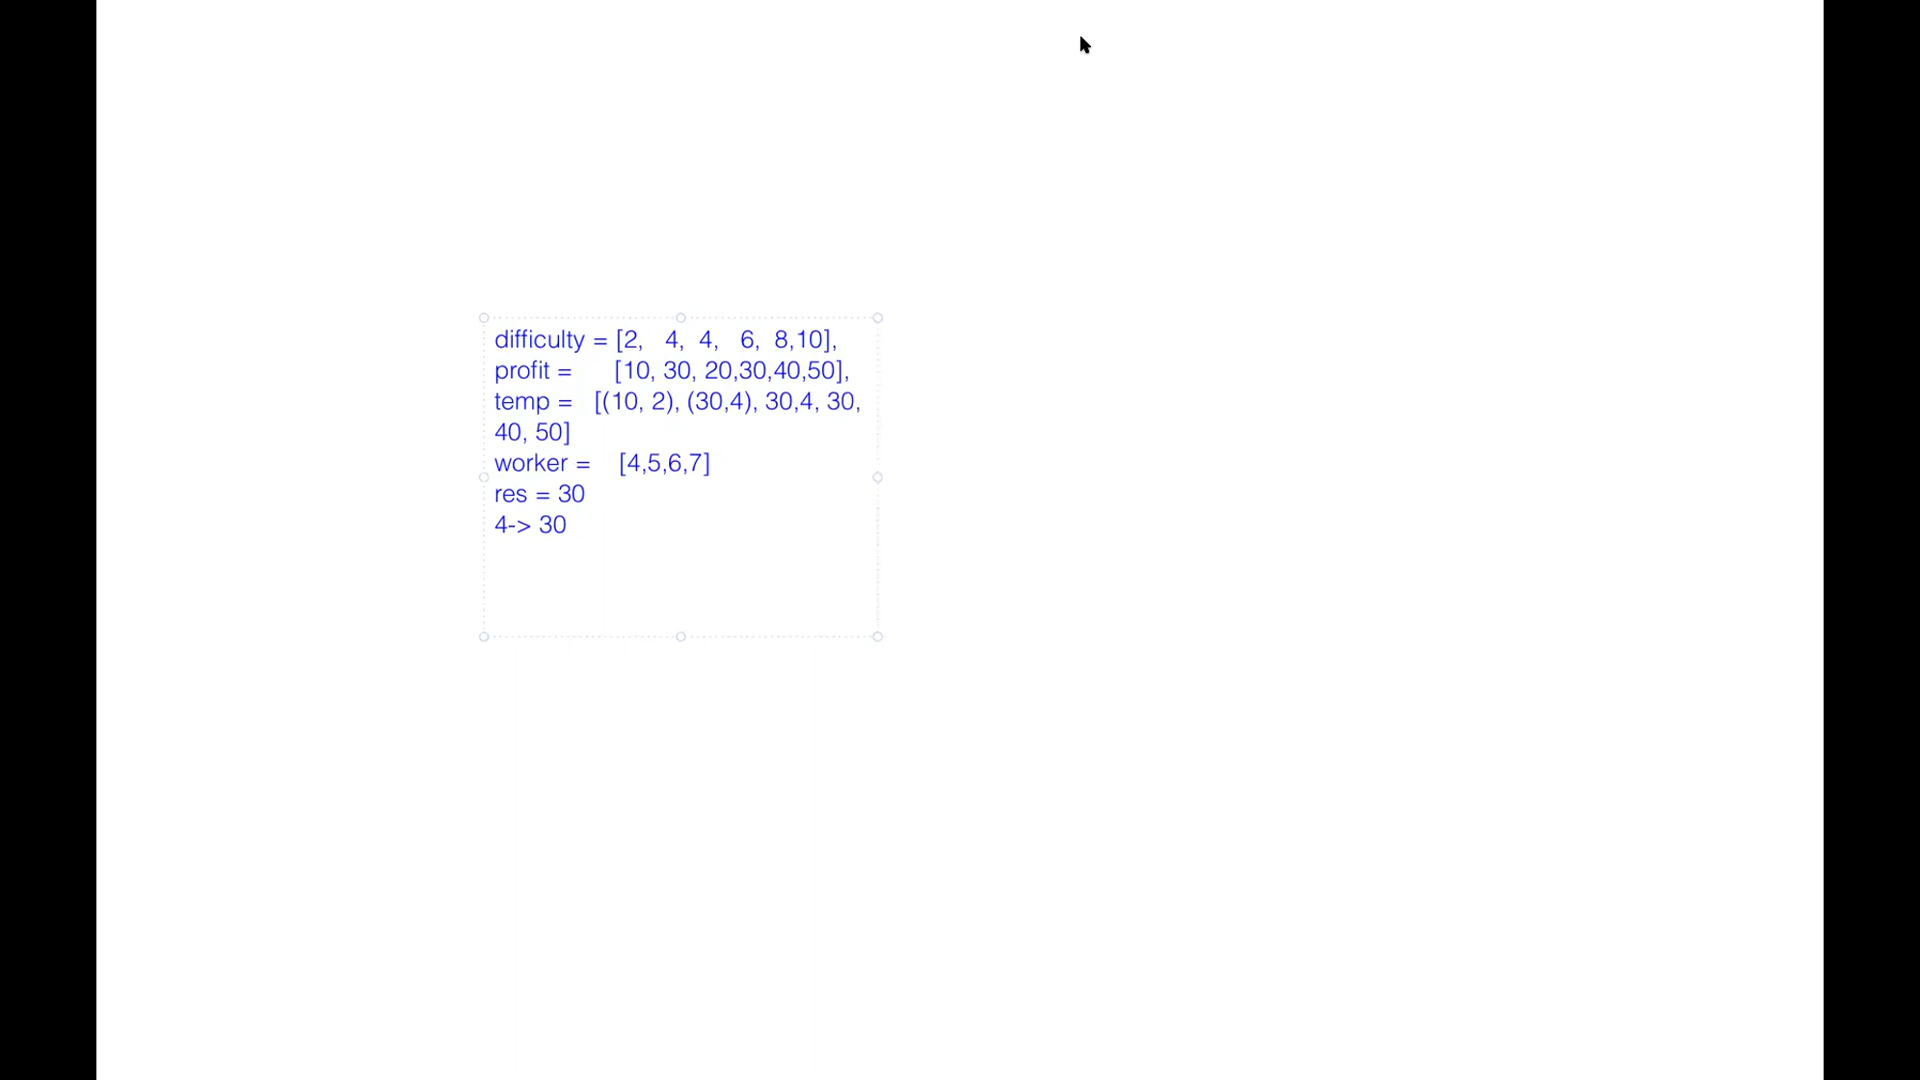 difficulty = [2, 4, 4, 6, 8,10],
profit = [10, 30, 20,30,40,50],
temp = [(10, 2), (30,4), 30,4, 30,
40, 50]
worker = [4,5,6,7]
res = 30
4-> 30